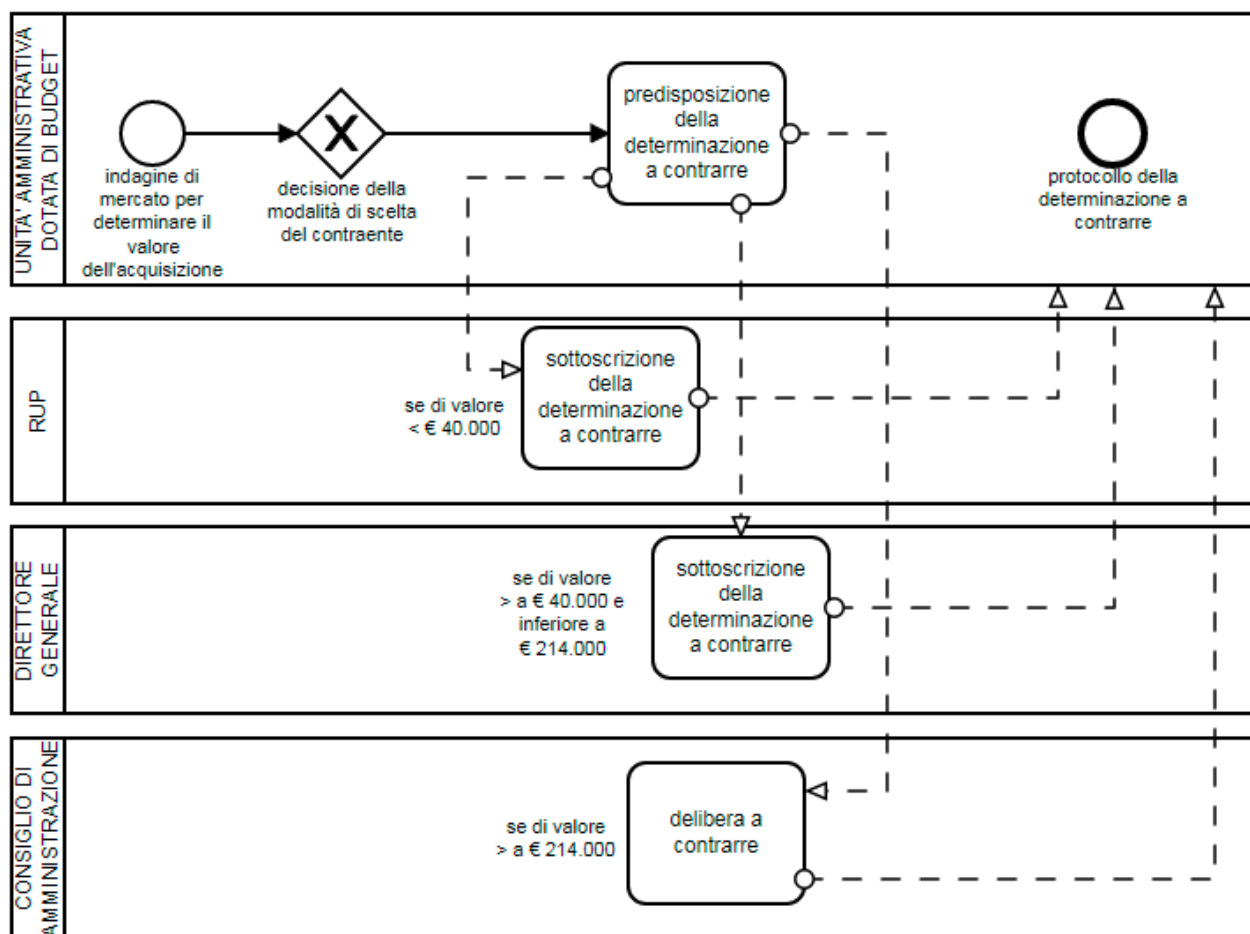 UNITA' AMMINISTRATIVA
DOTATA DI BUDGET
indagine di
mercato per
determinare il
valore
dell'acquisizione
X
decisione della
modalità di scelta
del contraente
predisposizione
della
determinazione
a contrarre
protocollo della
determinazione a
contrarre
RUP
se di valore
< € 40.000
sottoscrizione
della
determinazione
a contrarre
DIRETTORE
GENERALE
se di valore
> a € 40.000 e
inferiore a
€ 214.000
sottoscrizione
della
determinazione
a contrarre
CONSIGLIO DI
AMMINISTRAZIONE
se di valore
> a € 214.000
delibera a
contrarre